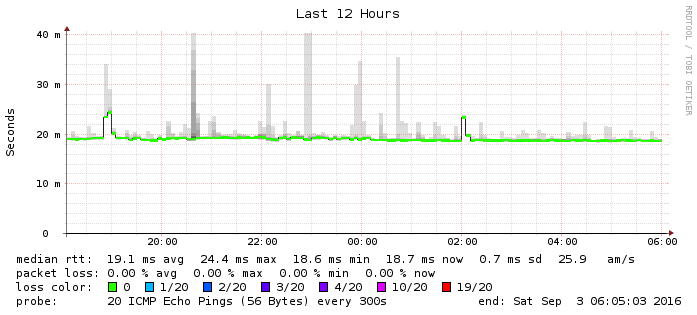 Last 12 Hours
RRDTOOL / TOBI OETIKER
Seconds
40 m
30 m
20 m
10 m
0
20:00 22:00 00:00 02:00 04:00 06:00
median rtt: 19.1 ms avg 24.4 ms max 18.6 ms min 18.7 ms now 0.7 ms sd 25.9 am/s
packet loss: 0.00 % avg 0.00 % max 0.00 % min 0.00 % now
loss color: 0 1/20 2/20 3/20 4/20 10/20 19/20
probe: 20 ICMP Echo Pings (56 Bytes) every 300s end: Sat Sep 3 06:05:03 2016